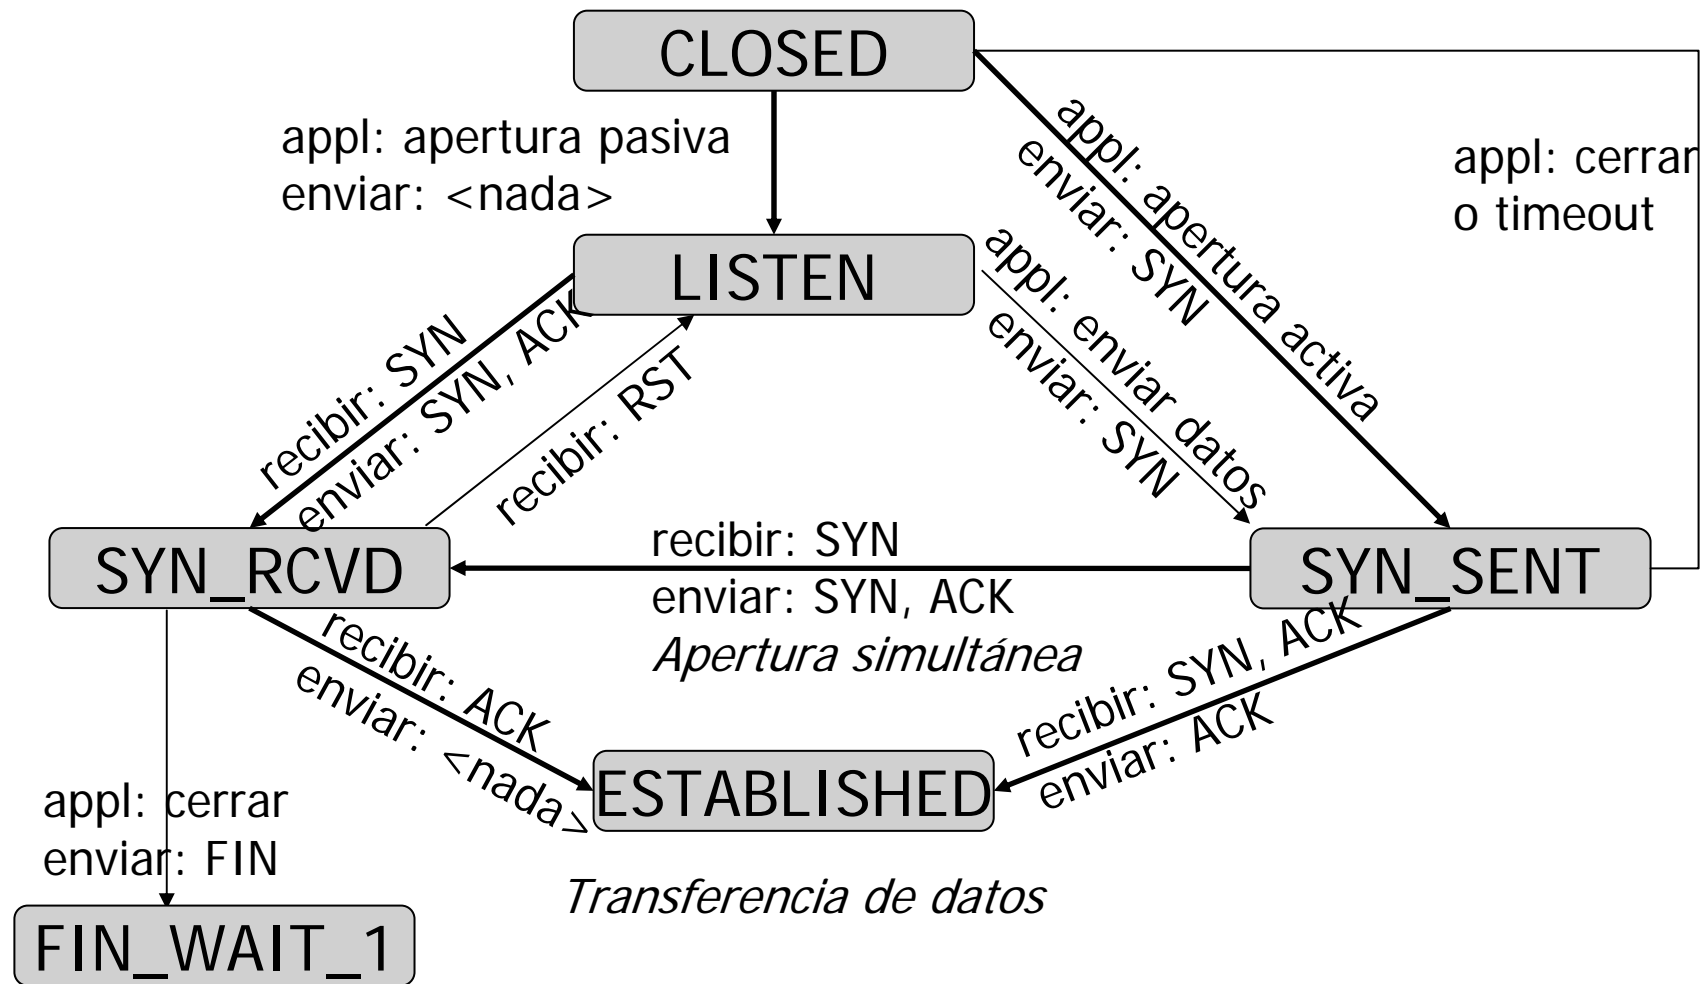 CLOSED
appl: apertura pasiva
enviar: <nada>
appl: apertura activa
enviar: SYN
appl: cerrar
o timeout
LISTEN
appl: enviar datos
enviar: SYN
recibir: SYN
enviar: SYN, ACK
recibir: RST
SYN_RCVD
recibir: SYN
enviar: SYN, ACK
Apertura simultánea
SYN_SENT
recibir: ACK
enviar: <nada>
recibir: SYN, ACK
enviar: ACK
ESTABLISHED
appl: cerrar
enviar: FIN
Transferencia de datos
FIN_WAIT_1